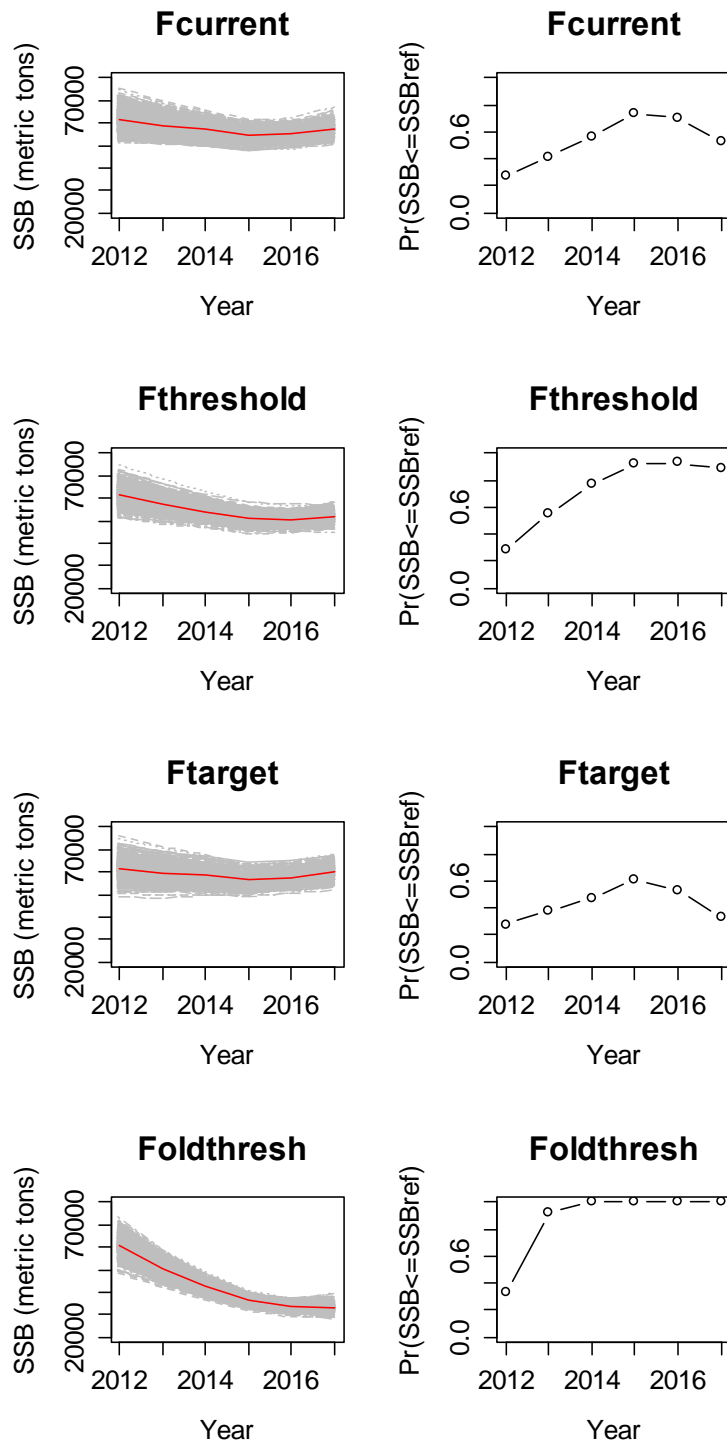 Fcurrent
SSB (metric tons)
70000
20000
2012 2014 2016
Year
Fcurrent
Pr(SSB<=SSBref)
0.6
0.0
2012 2014 2016
Year
Fthreshold
SSB (metric tons)
70000
20000
2012 2014 2016
Year
Fthreshold
Pr(SSB<=SSBref)
0.6
0.0
2012 2014 2016
Year
Ftarget
SSB (metric tons)
70000
20000
2012 2014 2016
Year
Ftarget
Pr(SSB<=SSBref)
0.6
0.0
2012 2014 2016
Year
Foldthresh
SSB (metric tons)
70000
20000
2012 2014 2016
Year
Foldthresh
Pr(SSB<=SSBref)
0.6
0.0
2012 2014 2016
Year